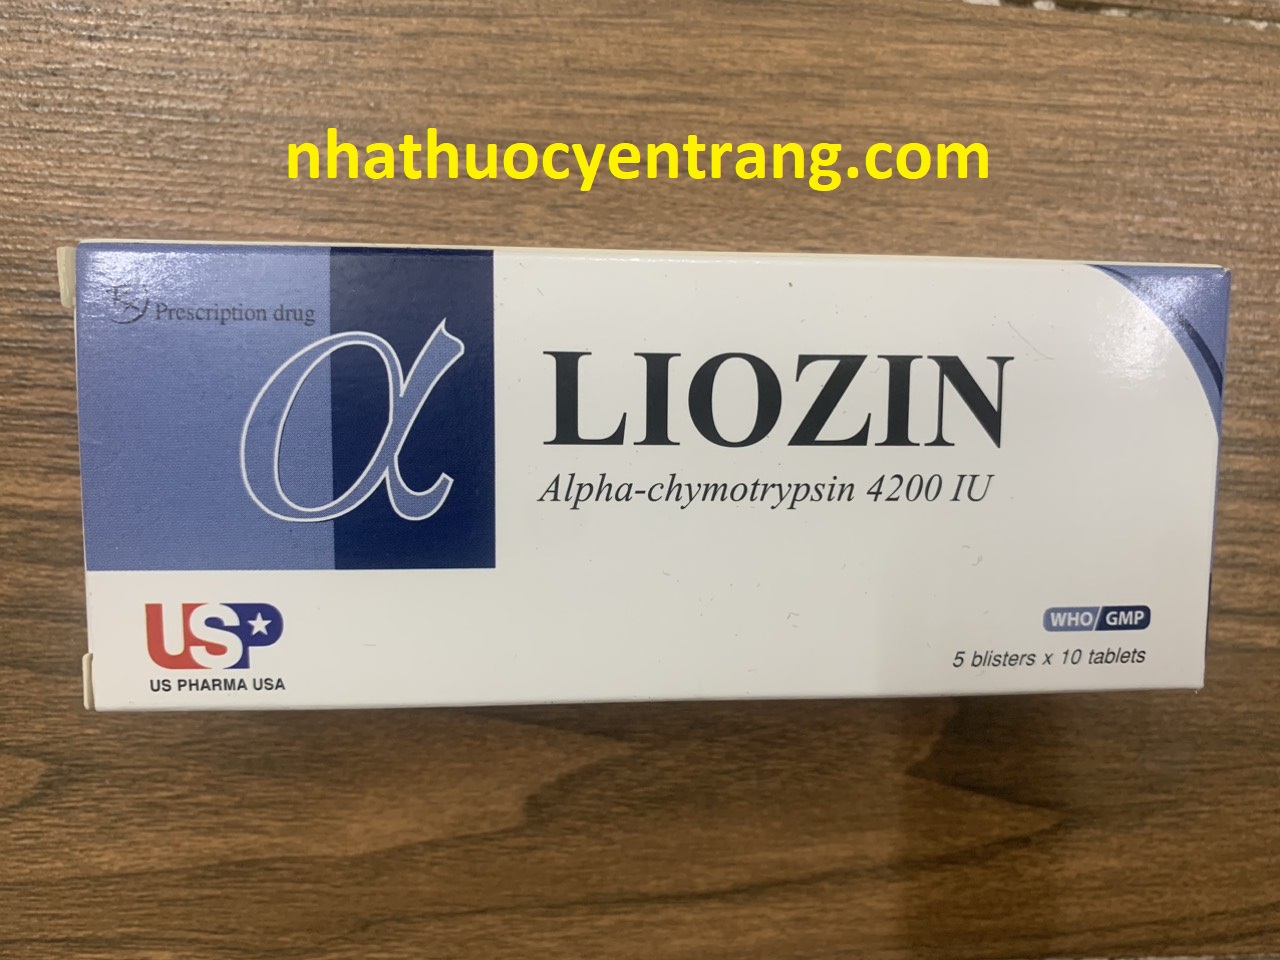 nhathuocyentrang.com
Rx Prescription drug
α
LIOZIN
Alpha-chymotrypsin 4200 IU
USP
US PHARMA USA
WHO/GMP
5 blisters x 10 tablets